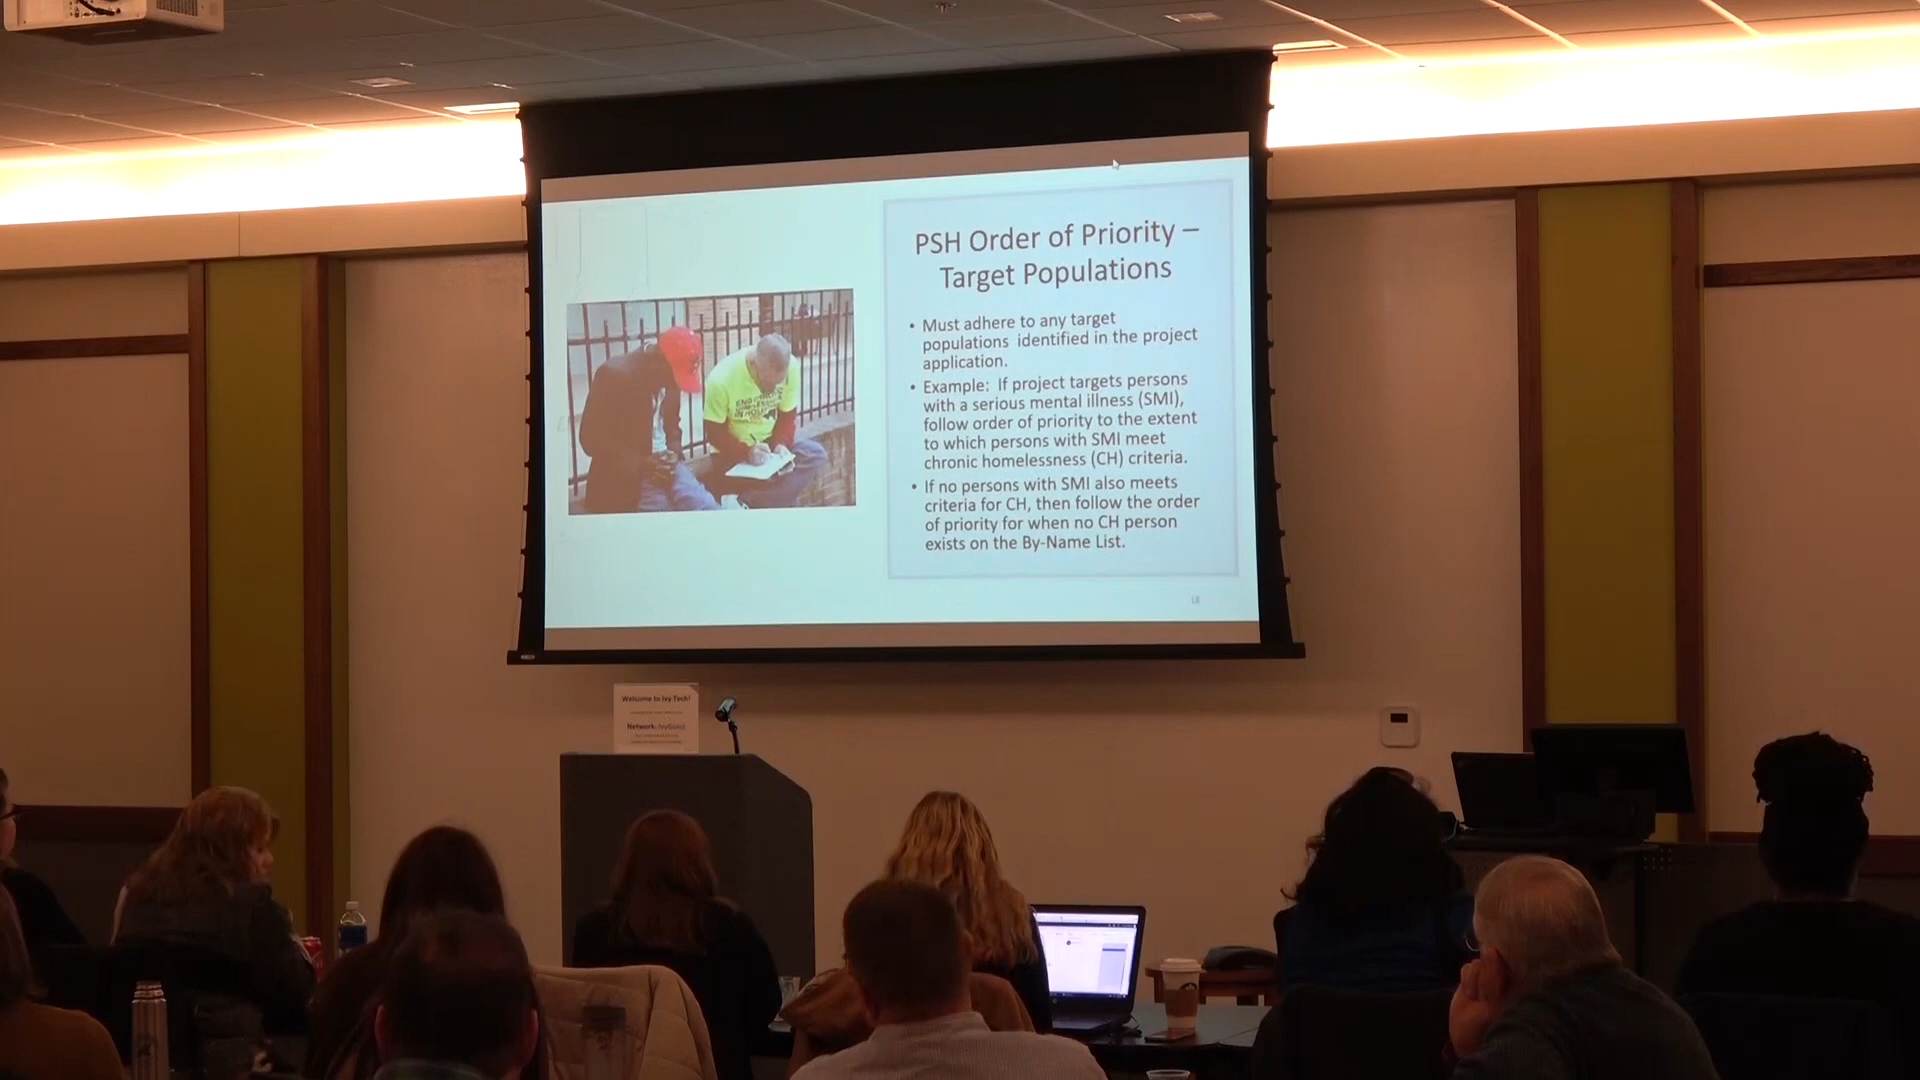 PSH Order of Priority –
Target Populations
• Must adhere to any target
populations identified in the project
application.
• Example: If project targets persons
with a serious mental illness (SMI),
follow order of priority to the extent
to which persons with SMI meet
chronic homelessness (CH) criteria.
• If no persons with SMI also meets
criteria for CH, then follow the order
of priority for when no CH person
exists on the By-Name List.
18
Welcome to Ivy Tech!
Network: IvyGuest